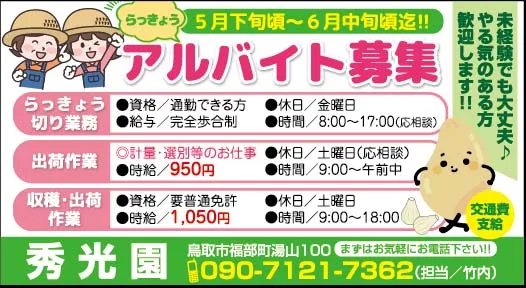 らっきょう
5月下旬頃～6月中旬頃迄!!
アルバイト募集
未経験でも大丈夫♪
やる気のある方
歓迎します!!
らっきょう
切り業務
●資格／通勤できる方
●休日／金曜日
●給与／完全歩合制
●時間／8:00～17:00(応相談)
出荷作業
◎計量・選別等のお仕事
●休日／土曜日(応相談)
●時給／950円
●時間／9:00～午前中
収穫・出荷
作業
●資格／要普通免許
●休日／土曜日
●時給／1,050円
●時間／9:00～18:00
交通費
支給
秀光園
鳥取市福部町湯山100
まずはお気軽にお電話下さい!!
090-7121-7362(担当／竹内)